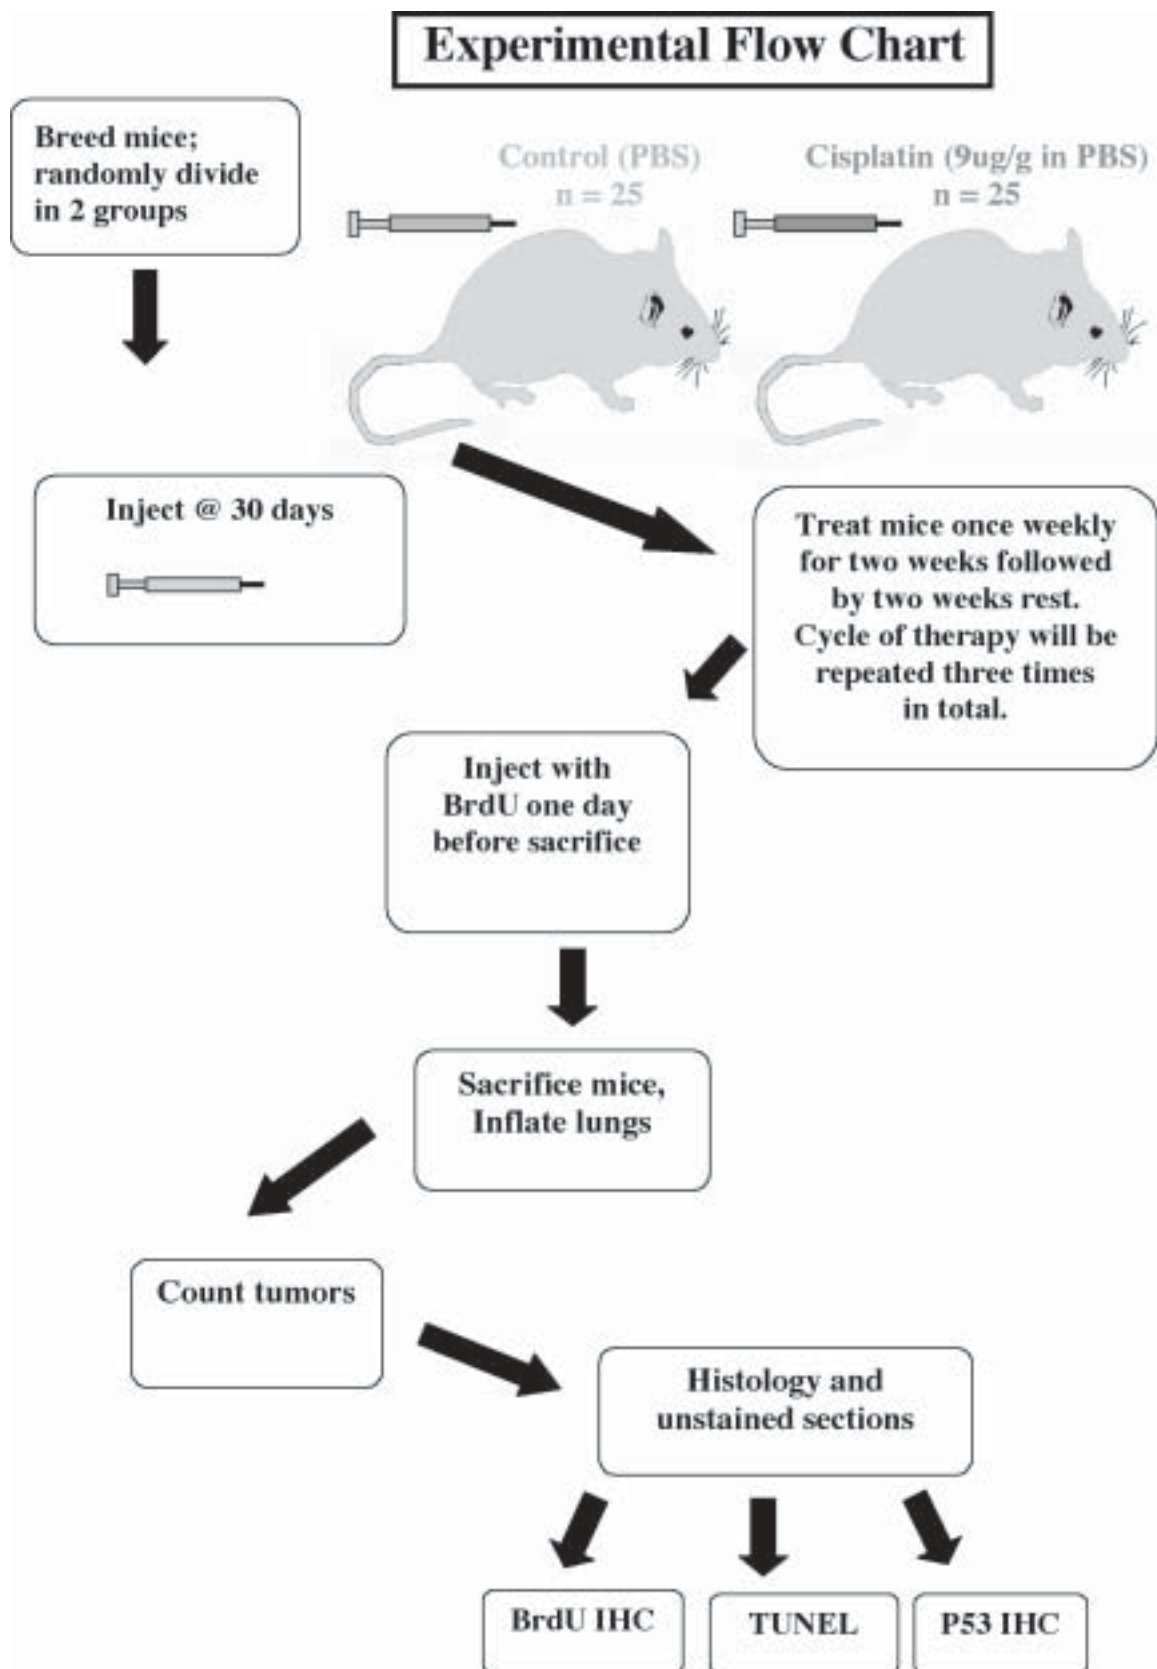 Experimental Flow Chart
Breed mice;
randomly divide
in 2 groups
Control (PBS)
n = 25
Cisplatin (9ug/g in PBS)
n = 25
Inject @ 30 days
Treat mice once weekly
for two weeks followed
by two weeks rest.
Cycle of therapy will be
repeated three times
in total.
Inject with
BrdU one day
before sacrifice
Sacrifice mice,
Inflate lungs
Count tumors
Histology and
unstained sections
BrdU IHC
TUNEL
P53 IHC